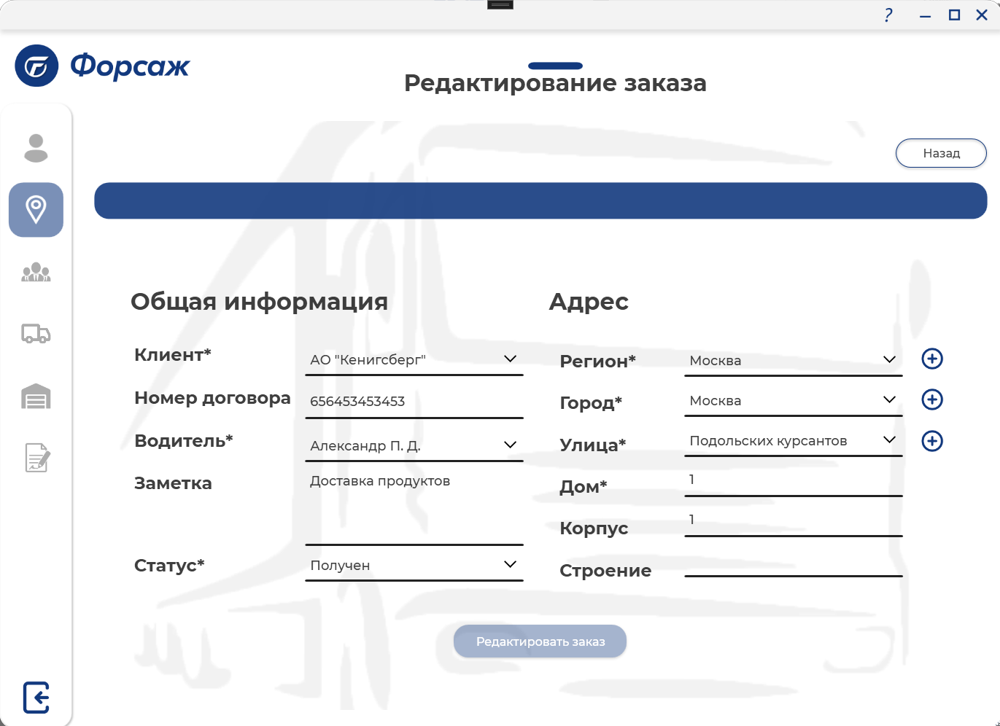 ?
Форсаж
Редактирование заказа
Назад
Общая информация
Клиент*
АО "Кенигсберг"
Номер договора
656453453453
Водитель*
Александр П. Д.
Заметка
Доставка продуктов
Статус*
Получен
Адрес
Регион*
Москва
Город*
Москва
Улица*
Подольских курсантов
Дом*
1
Корпус
1
Строение
Редактировать заказ